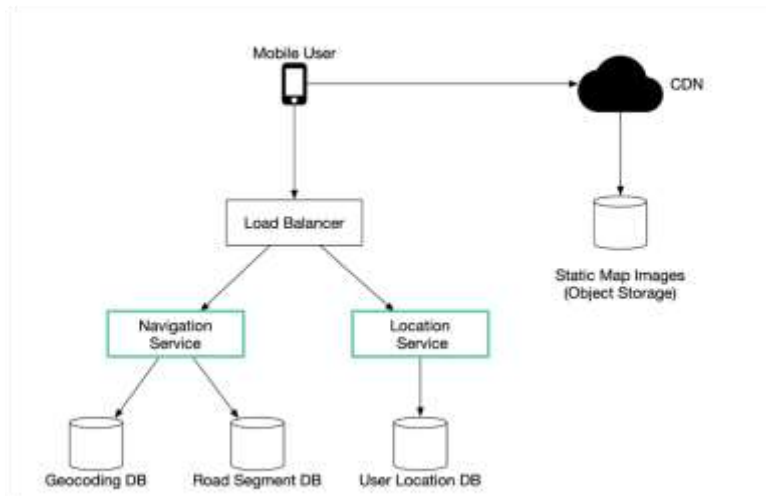 Mobile User
CDN
Load Balancer
Static Map Images
(Object Storage)
Navigation
Service
Location
Service
Geocoding DB
Road Segment DB
User Location DB